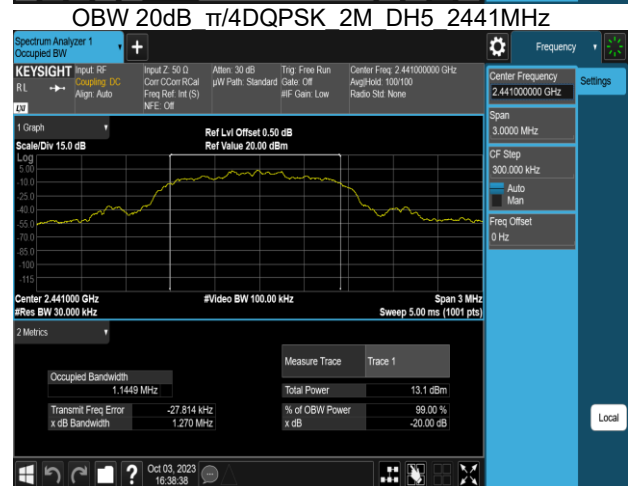 OBW 20dB_π/4DQPSK_2M_DH5_2441MHz
Spectrum Analyzer 1
Occupied BW
+
Frequency
KEYSIGHT
RL
LXI
Input: RF
Coupling: DC
Align: Auto
Input Z: 50 Ω
Corr CCorr RCal
Freq Ref: Int (S)
NFE: Off
Atten: 30 dB
µW Path: Standard
Trig: Free Run
Gate: Off
#IF Gain: Low
Center Freq: 2.441000000 GHz
Avg|Hold: 100/100
Radio Std: None
Center Frequency
2.441000000 GHz
Settings
Span
3.0000 MHz
CF Step
300.000 kHz
Auto
Man
Freq Offset
0 Hz
1 Graph
Scale/Div 15.0 dB
Ref Lvl Offset 0.50 dB
Ref Value 20.00 dBm
Log
5.00
-10.0
-25.0
-40.0
-55.0
-70.0
-85.0
-100
-115
Center 2.441000 GHz
#Res BW 30.000 kHz
#Video BW 100.00 kHz
Span 3 MHz
Sweep 5.00 ms (1001 pts)
2 Metrics
Measure Trace Trace 1
Occupied Bandwidth
1.1449 MHz
Total Power 13.1 dBm
Transmit Freq Error -27.814 kHz
% of OBW Power 99.00 %
x dB Bandwidth 1.270 MHz
x dB -20.00 dB
Local
?
Oct 03, 2023
16:38:38